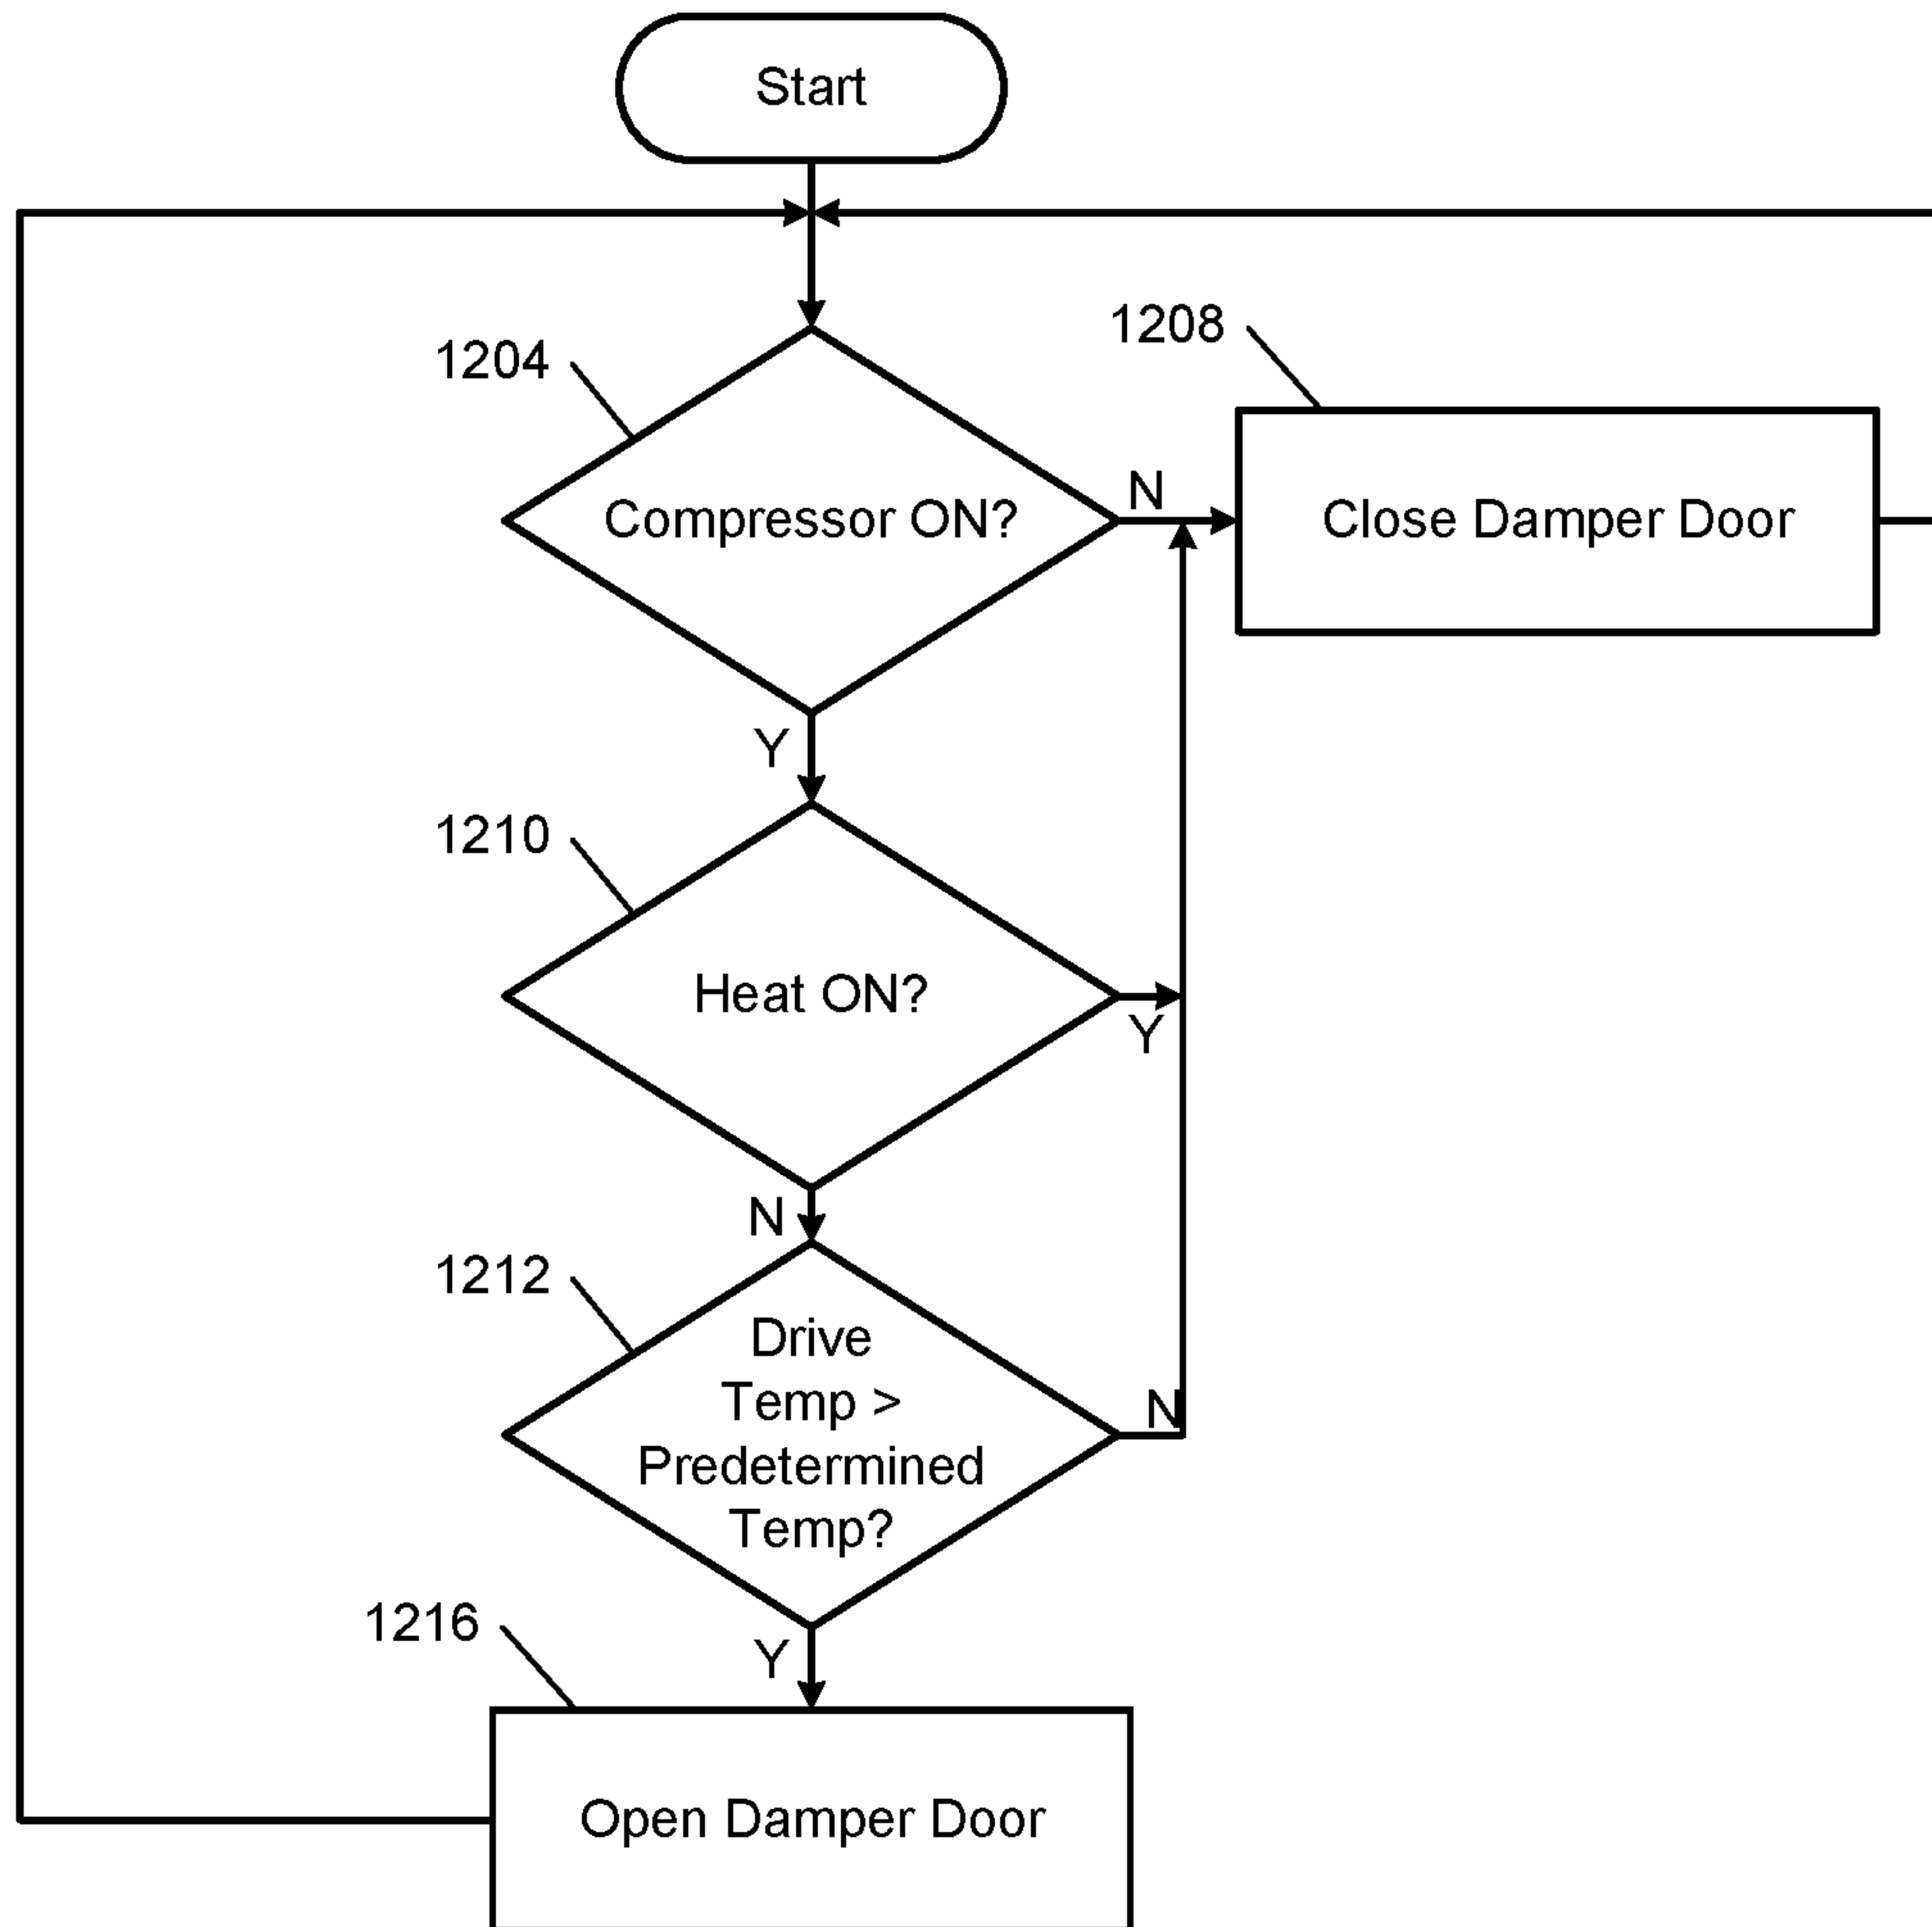 Start
1204
1208
Compressor ON?
N
Close Damper Door
Y
1210
Heat ON?
Y
N
1212
Drive
Temp >
Predetermined
Temp?
N
1216
Y
Open Damper Door